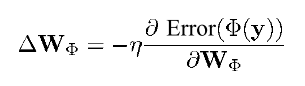 ΔW_Φ = −η ∂ Error(Φ(y)) / ∂W_Φ